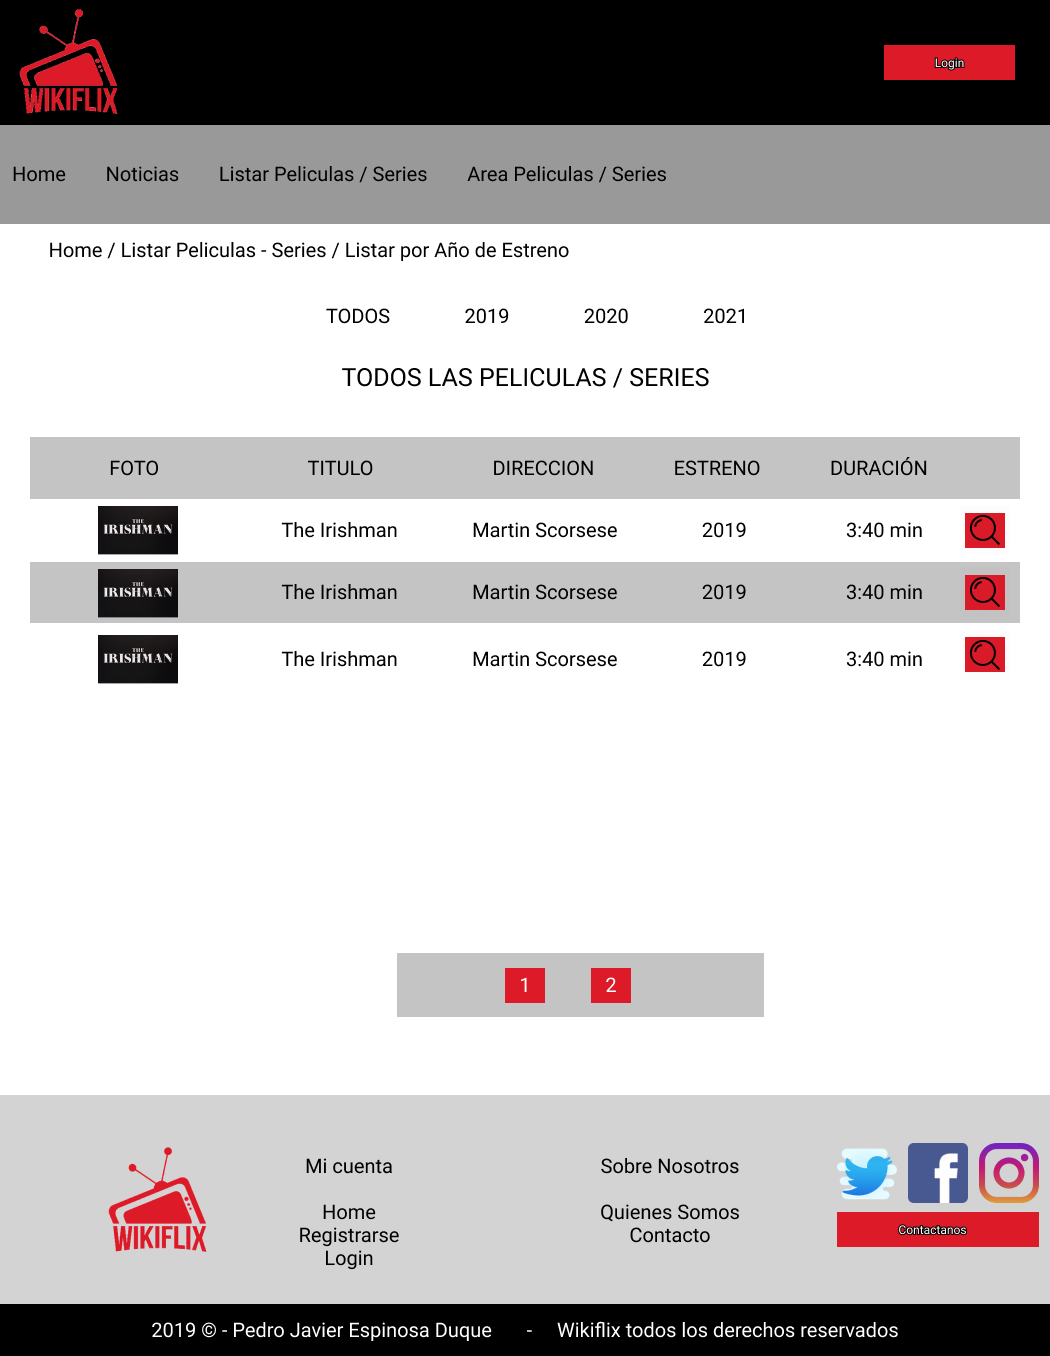 WIKIFLIX
Login
Home Noticias Listar Peliculas / Series Area Peliculas / Series
Home / Listar Peliculas - Series / Listar por Año de Estreno
TODOS 2019 2020 2021
TODOS LAS PELICULAS / SERIES
FOTO TITULO DIRECCION ESTRENO DURACIÓN
THE
IRISHMAN The Irishman Martin Scorsese 2019 3:40 min
THE
IRISHMAN The Irishman Martin Scorsese 2019 3:40 min
THE
IRISHMAN The Irishman Martin Scorsese 2019 3:40 min
1 2
WIKIFLIX
Mi cuenta
Home
Registrarse
Login
Sobre Nosotros
Quienes Somos
Contacto
Contactanos
2019 © - Pedro Javier Espinosa Duque - Wikiflix todos los derechos reservados